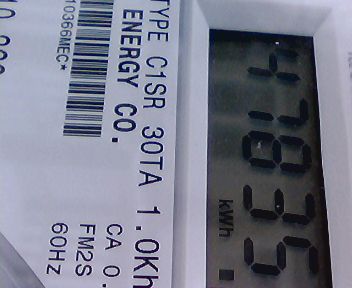 47835
kWh
TYPE C1SR 30TA 1.0Kh
ENERGY CO. CA 0.
FM2S
10366MEC* 60Hz